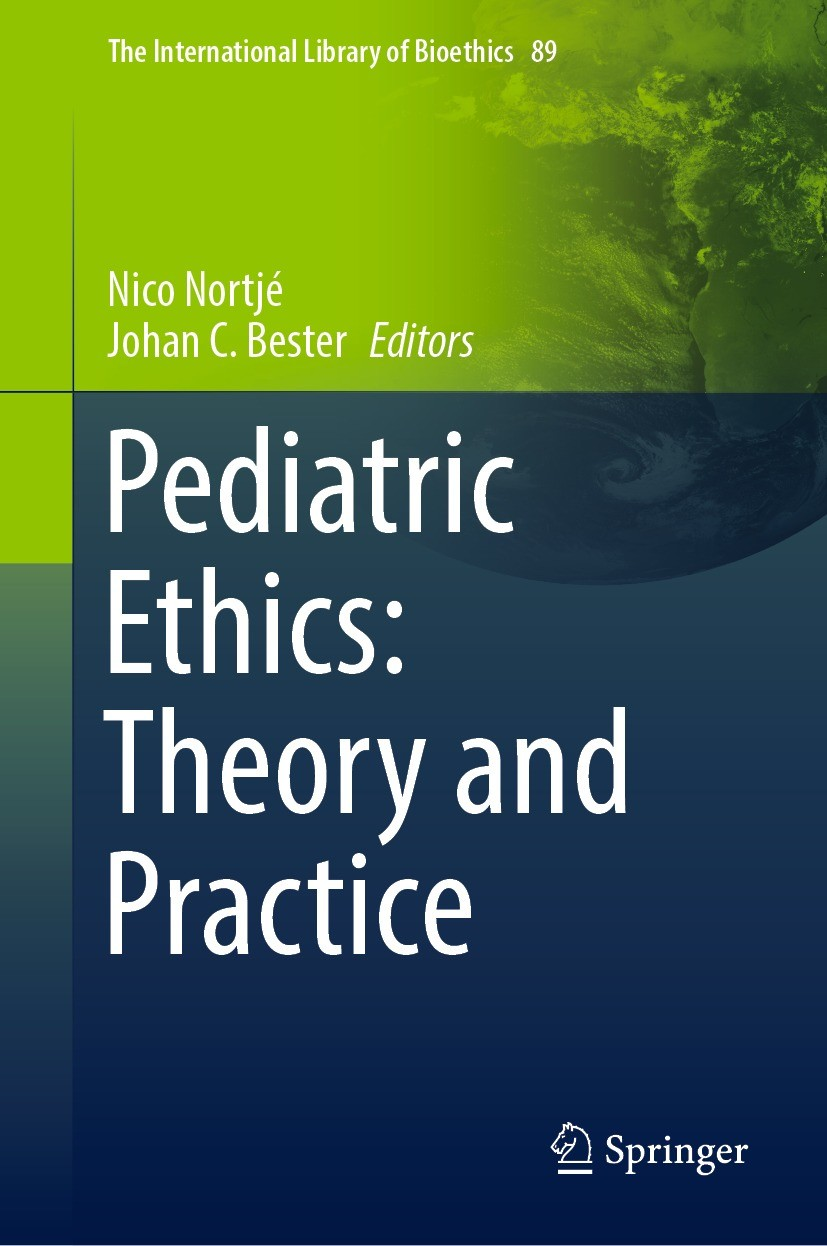 The International Library of Bioethics 89
Nico Nortjé
Johan C. Bester Editors
Pediatric
Ethics:
Theory and
Practice
Springer